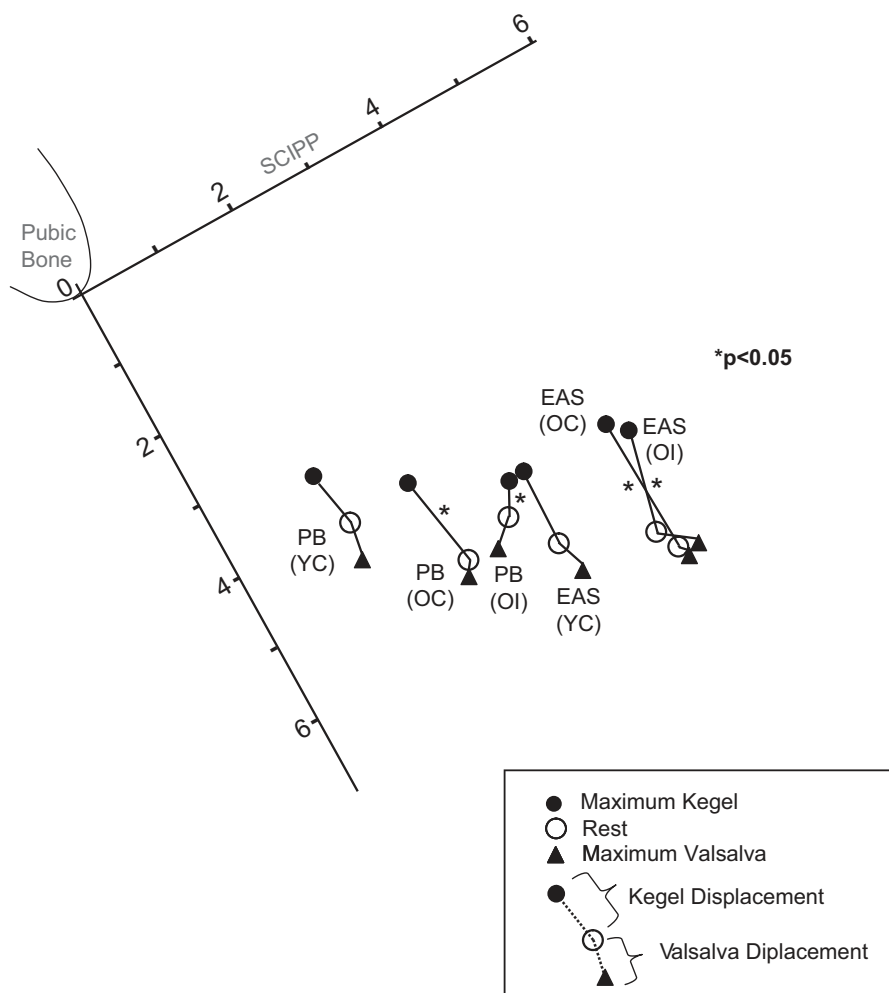 6
4
SCIPP
2
Pubic
Bone
0
*p<0.05
EAS
(OC)
EAS
(OI)
2
*
*
*
*
PB
(YC)
PB
(OC)
PB
(OI)
EAS
(YC)
4
6
Maximum Kegel
Rest
Maximum Valsalva
Kegel Displacement
Valsalva Diplacement